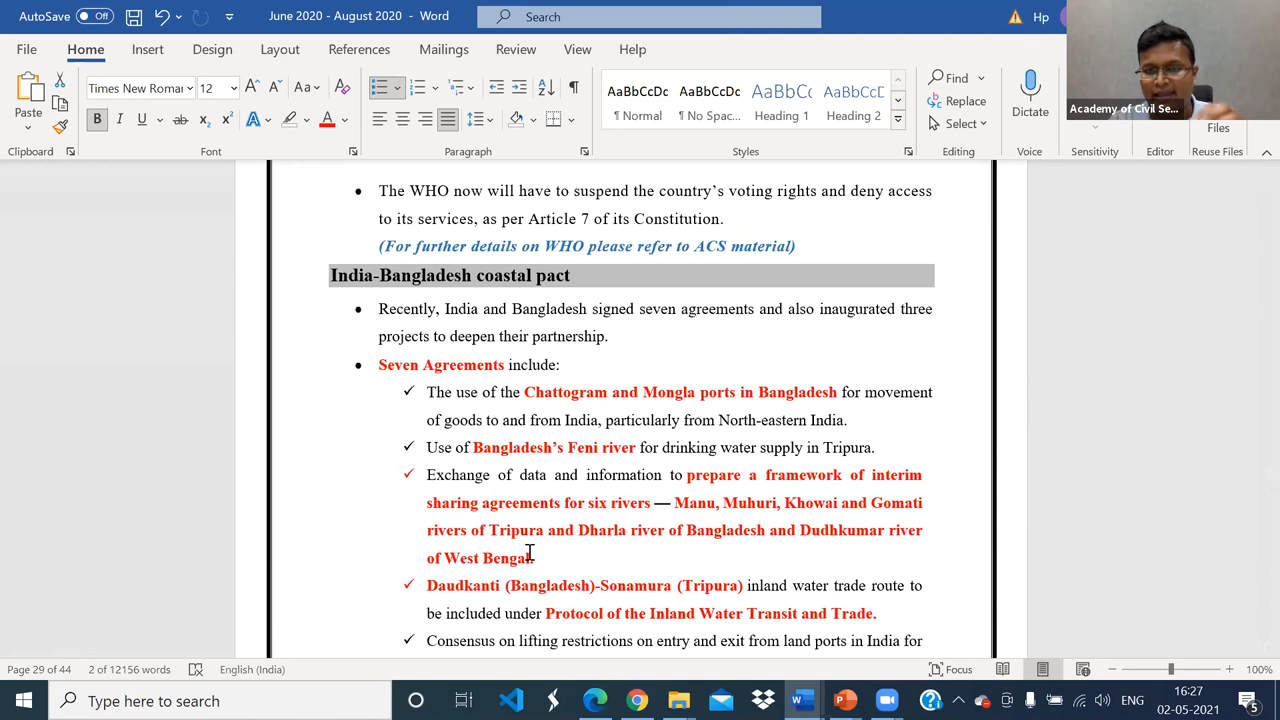 AutoSave Off June 2020 - August 2020 - Word Search Hp
File Home Insert Design Layout References Mailings Review View Help
Paste Times New Roma 12 Aa AaBbCcDc AaBbCcDc AaBbCcD AaBbCcD Find Replace Select Dictate Files
¶ Normal ¶ No Spac... Heading 1 Heading 2
Academy of Civil Se...
Clipboard Font Paragraph Styles Editing Voice Sensitivity Editor Reuse Files
• The WHO now will have to suspend the country’s voting rights and deny access
to its services, as per Article 7 of its Constitution.
(For further details on WHO please refer to ACS material)
India-Bangladesh coastal pact
• Recently, India and Bangladesh signed seven agreements and also inaugurated three
projects to deepen their partnership.
• Seven Agreements include:
✓ The use of the Chattogram and Mongla ports in Bangladesh for movement
of goods to and from India, particularly from North-eastern India.
✓ Use of Bangladesh’s Feni river for drinking water supply in Tripura.
✓ Exchange of data and information to prepare a framework of interim
sharing agreements for six rivers — Manu, Muhuri, Khowai and Gomati
rivers of Tripura and Dharla river of Bangladesh and Dudhkumar river
of West Bengal.
✓ Daudkanti (Bangladesh)-Sonamura (Tripura) inland water trade route to
be included under Protocol of the Inland Water Transit and Trade.
✓ Consensus on lifting restrictions on entry and exit from land ports in India for
Page 29 of 44 2 of 12156 words English (India) Focus 100%
Type here to search ENG 16:27
02-05-2021 5